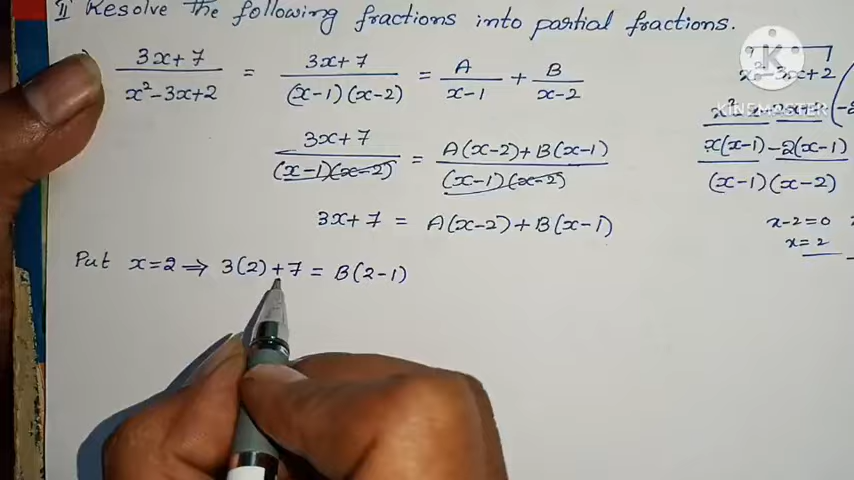 II Resolve the following fractions into partial fractions.
3x+7 / x²-3x+2 = 3x+7 / (x-1)(x-2) = A / x-1 + B / x-2
3x+7 / (x-1)(x-2) = A(x-2)+B(x-1) / (x-1)(x-2)
3x+7 = A(x-2)+B(x-1)
Put x=2 ⇒ 3(2)+7 = B(2-1)
x²-3x+2
KINEMASTER
x(x-1)-2(x-1)
(x-1)(x-2)
x-2=0
x=2